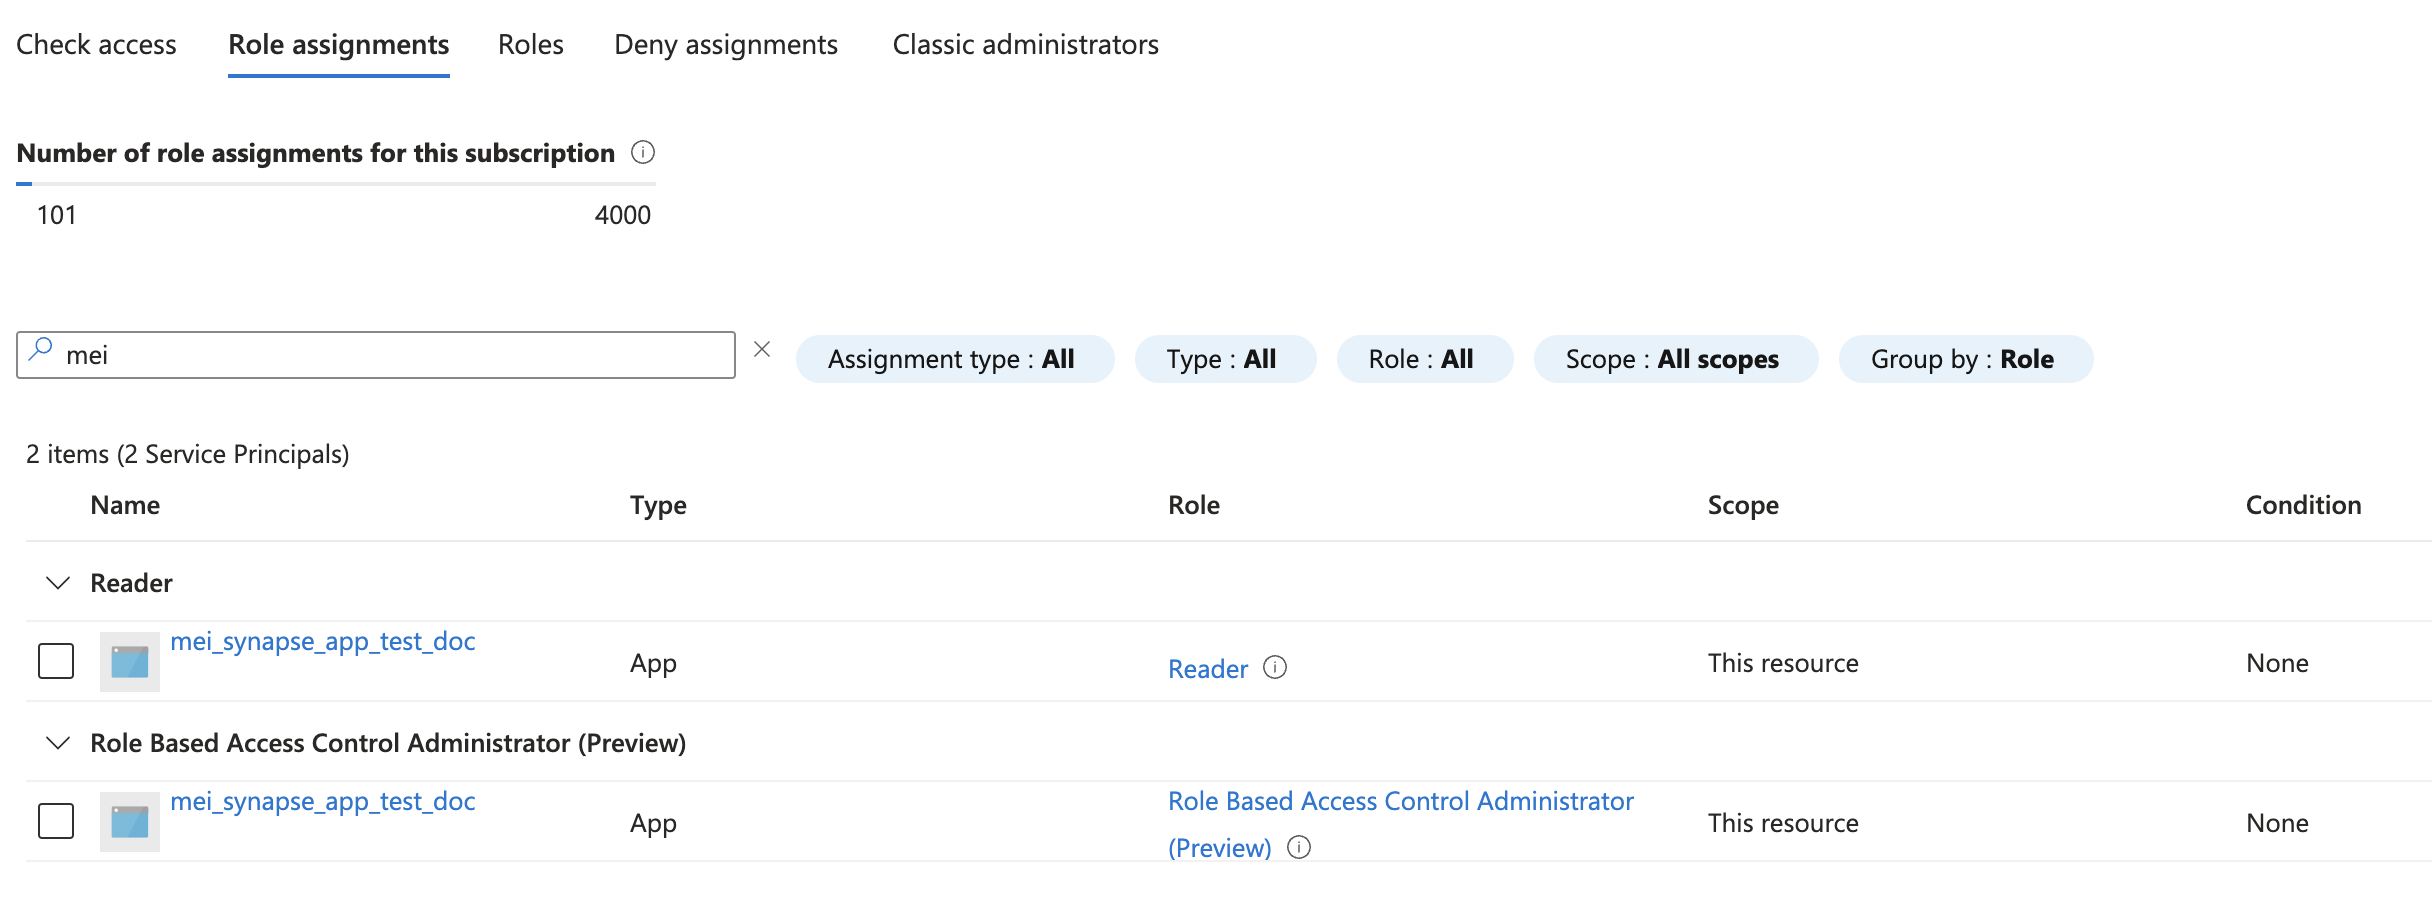 Check access Role assignments Roles Deny assignments Classic administrators
Number of role assignments for this subscription
101 4000
mei Assignment type : All Type : All Role : All Scope : All scopes Group by : Role
2 items (2 Service Principals)
Name Type Role Scope Condition
Reader
mei_synapse_app_test_doc App Reader This resource None
Role Based Access Control Administrator (Preview)
mei_synapse_app_test_doc App Role Based Access Control Administrator This resource None
(Preview)